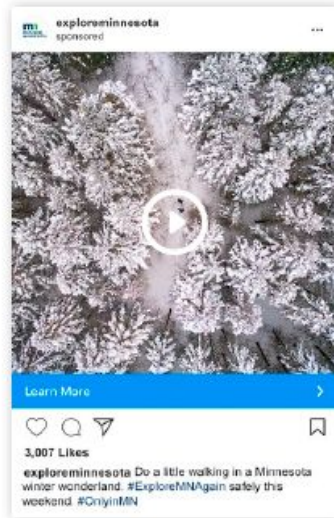 exploreminnesota
sponsored
Learn More
3,007 Likes
exploreminnesota Do a little walking in a Minnesota
winter wonderland. #ExploreMNAgain safely this
weekend. #OnlyinMN